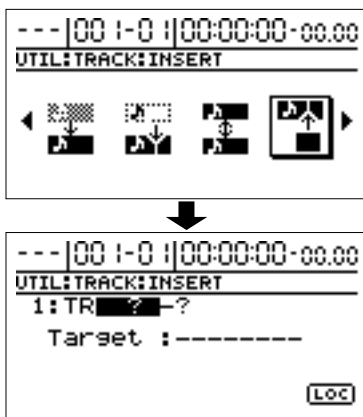 ---|001-01|00:00:00-00.00
UTIL:TRACK:INSERT
---|001-01|00:00:00-00.00
UTIL:TRACK:INSERT
1:TR ? -?
Target :--------
LOC